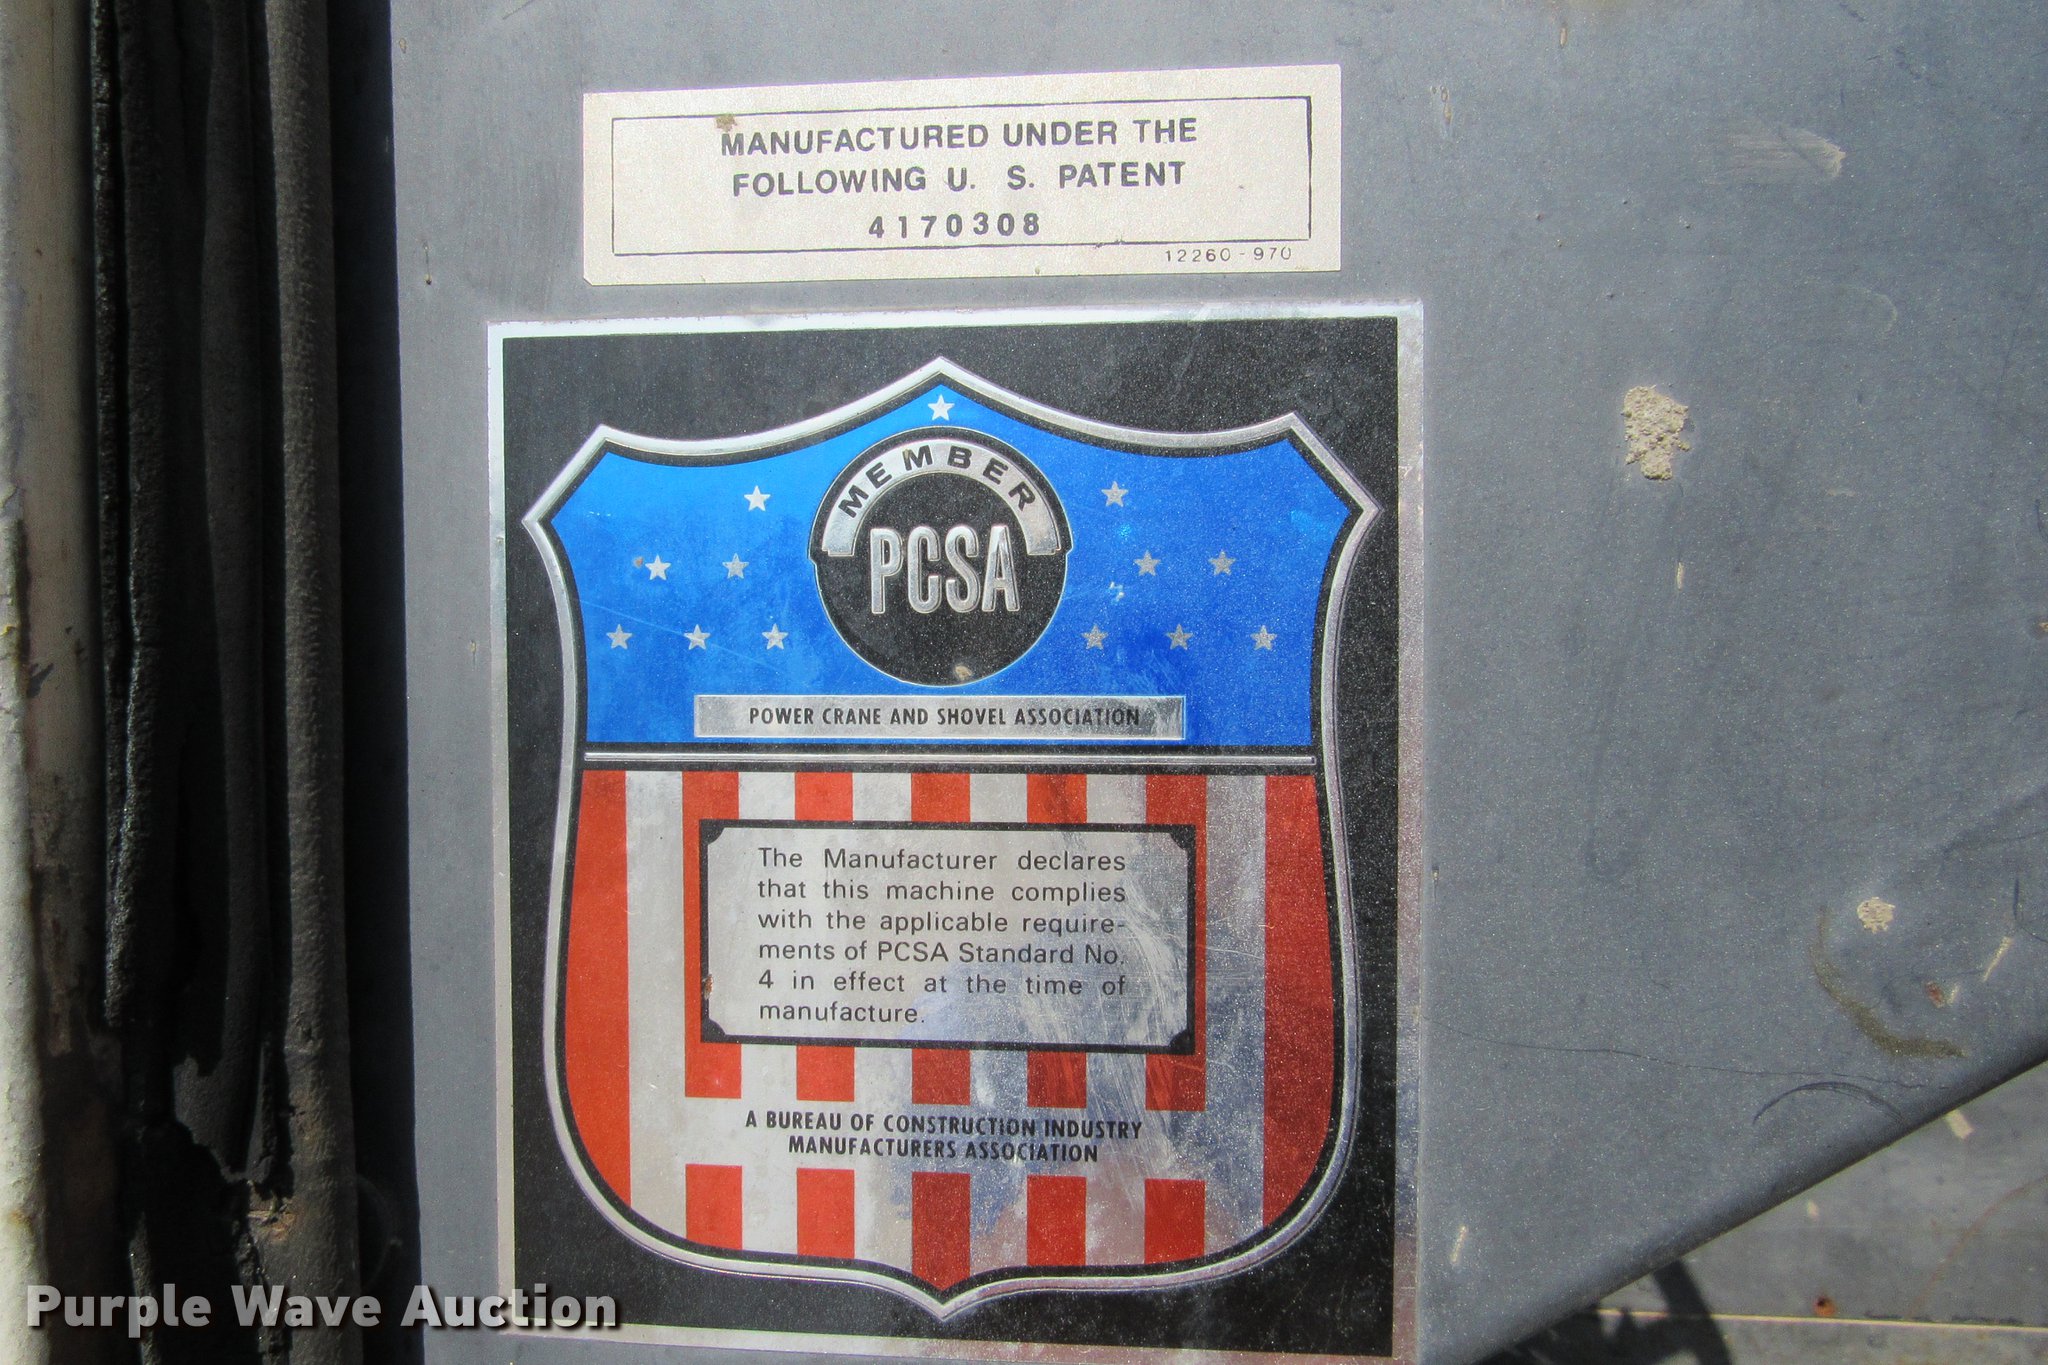 MANUFACTURED UNDER THE
FOLLOWING U. S. PATENT
4170308
12260-970
MEMBER
PCSA
POWER CRANE AND SHOVEL ASSOCIATION
The Manufacturer declares
that this machine complies
with the applicable require-
ments of PCSA Standard No.
4 in effect at the time of
manufacture.
A BUREAU OF CONSTRUCTION INDUSTRY
MANUFACTURERS ASSOCIATION
Purple Wave Auction